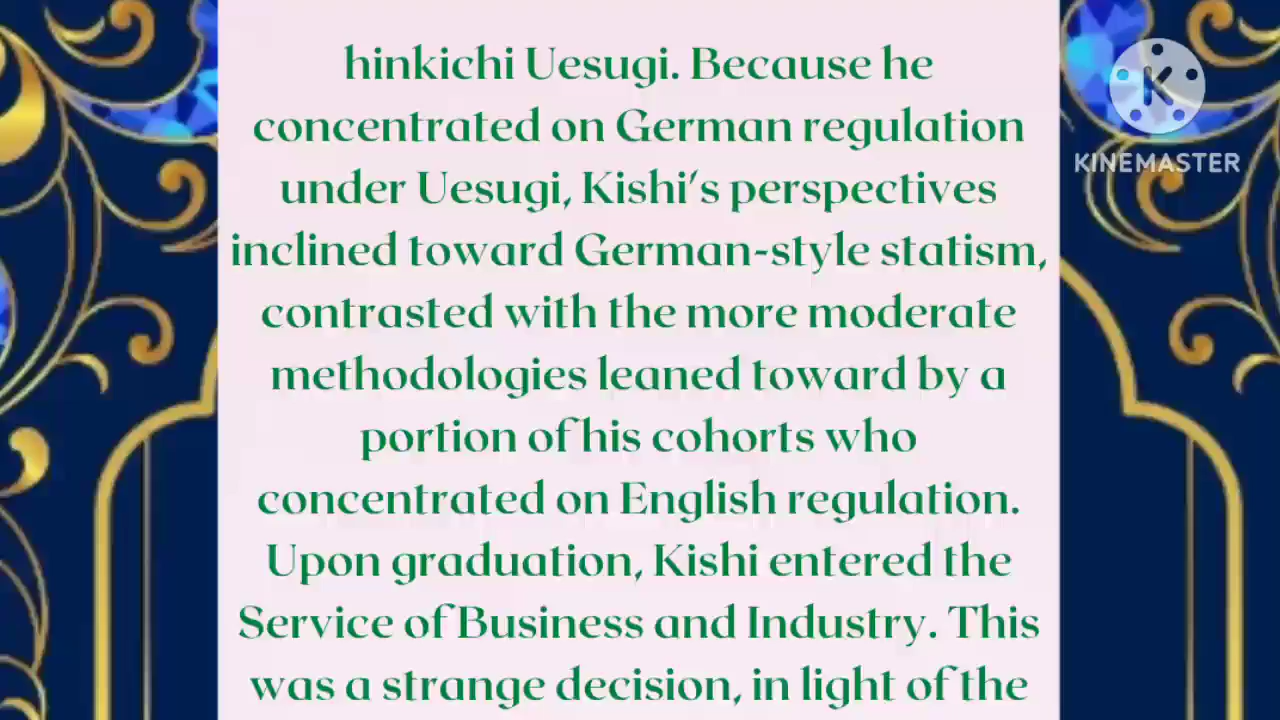 hinkichi Uesugi. Because he
concentrated on German regulation
under Uesugi, Kishi's perspectives
inclined toward German-style statism,
contrasted with the more moderate
methodologies leaned toward by a
portion of his cohorts who
concentrated on English regulation.
Upon graduation, Kishi entered the
Service of Business and Industry. This
was a strange decision, in light of the
K
KINEMASTER